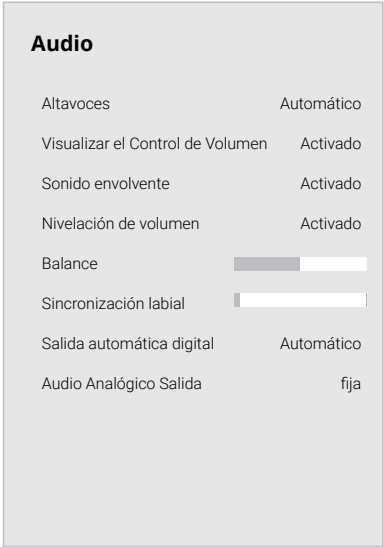 Audio
Altavoces Automático
Visualizar el Control de Volumen Activado
Sonido envolvente Activado
Nivelación de volumen Activado
Balance
Sincronización labial
Salida automática digital Automático
Audio Analógico Salida fija